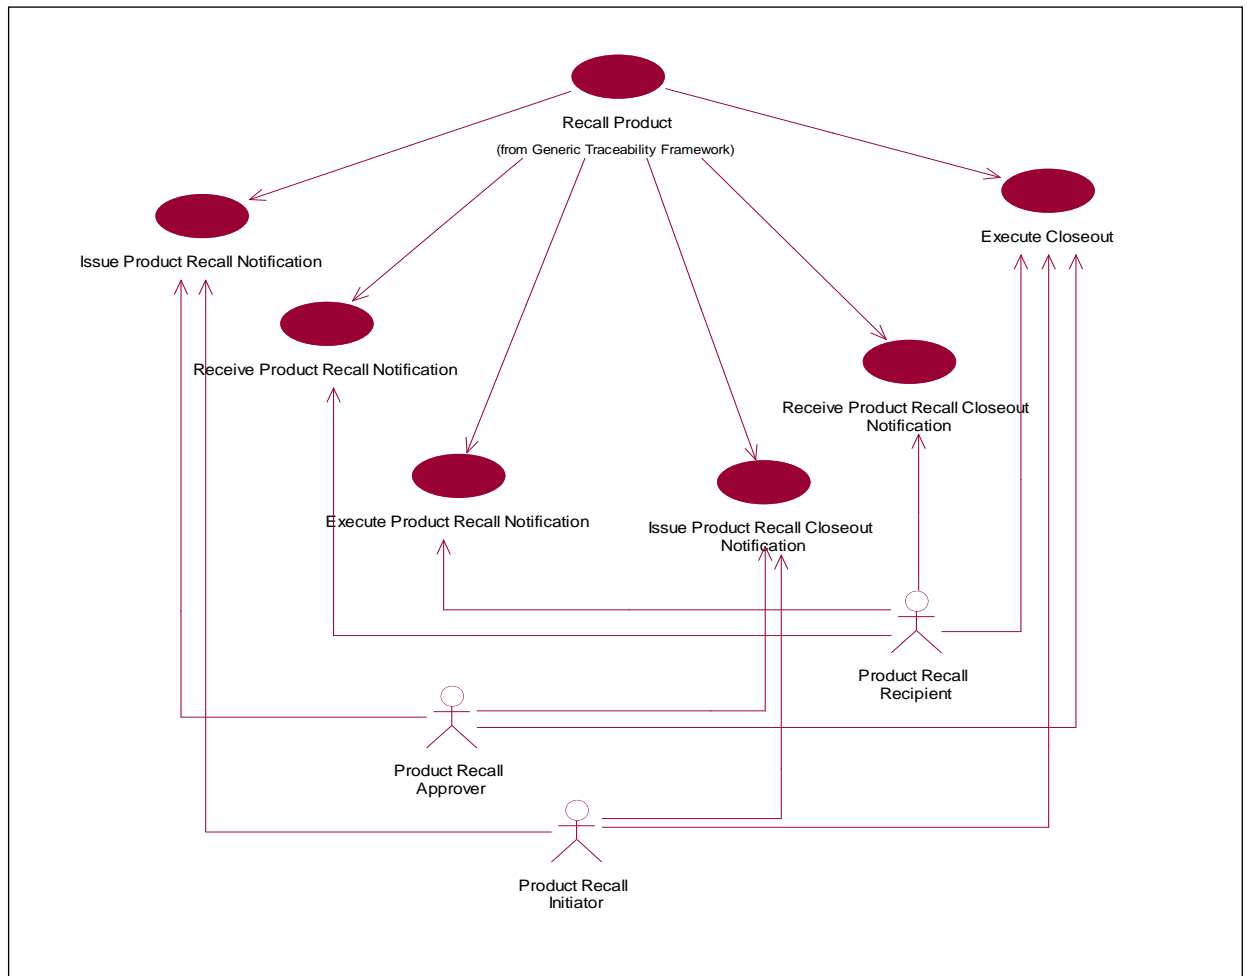 Recall Product
(from Generic Traceability Framework)
Execute Closeout
Issue Product Recall Notification
Receive Product Recall Notification
Receive Product Recall Closeout
Notification
Execute Product Recall Notification
Issue Product Recall Closeout
Notification
Product Recall
Recipient
Product Recall
Approver
Product Recall
Initiator